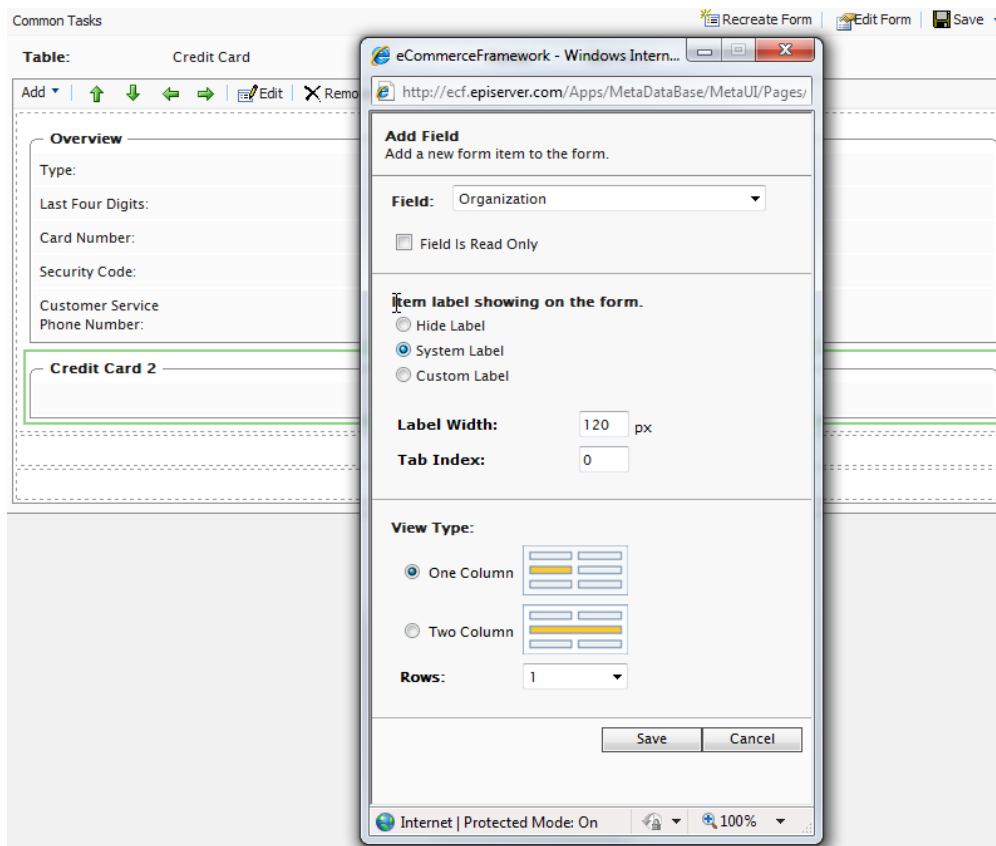 Common Tasks
Recreate Form
Edit Form
Save
Table: Credit Card
Add
Edit
Remo
Overview
Type:
Last Four Digits:
Card Number:
Security Code:
Customer Service
Phone Number:
Credit Card 2
eCommerceFramework - Windows Intern...
http://ecf.episerver.com/Apps/MetaDataBase/MetaUI/Pages/
Add Field
Add a new form item to the form.
Field: Organization
Field Is Read Only
Item label showing on the form.
Hide Label
System Label
Custom Label
Label Width: 120 px
Tab Index: 0
View Type:
One Column
Two Column
Rows: 1
Save
Cancel
Internet | Protected Mode: On
100%